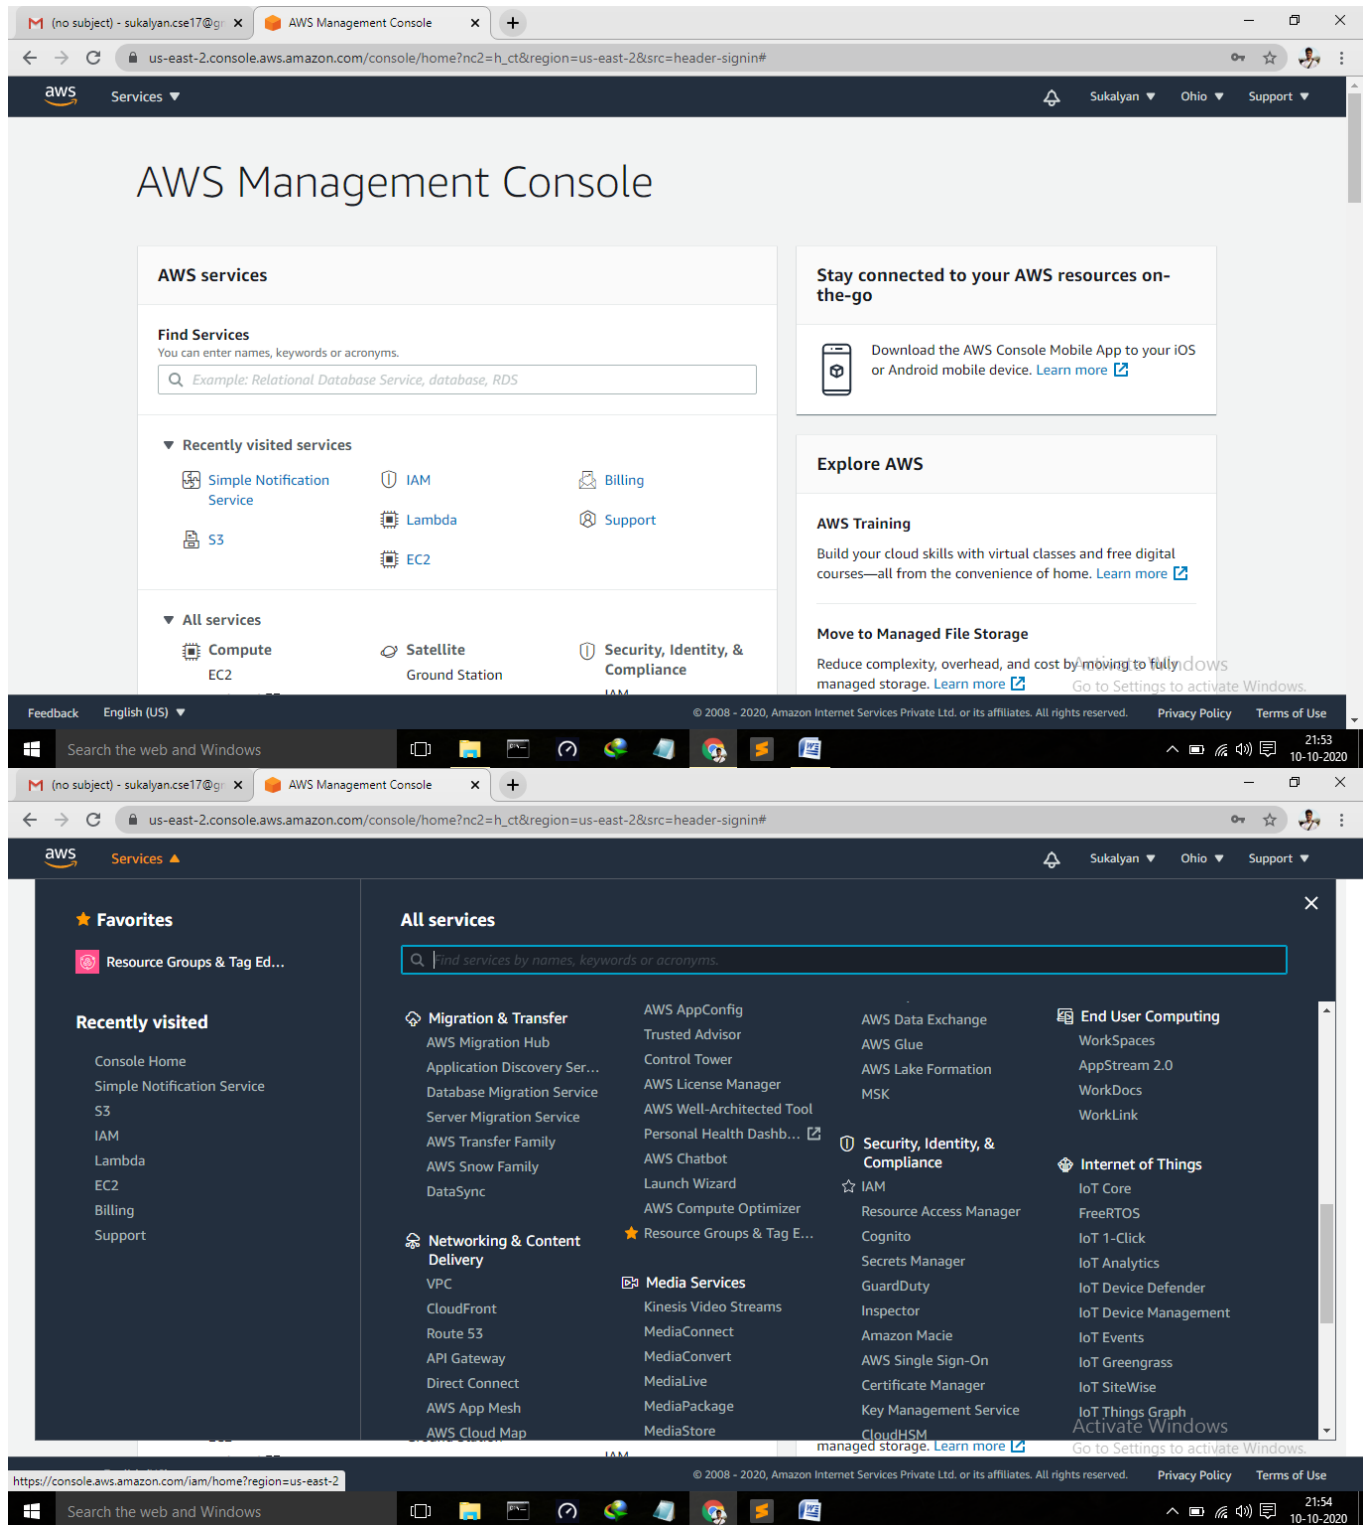 (no subject) - sukalyan.cse17@gr
AWS Management Console
us-east-2.console.aws.amazon.com/console/home?nc2=h_ct&region=us-east-2&src=header-signin#
aws Services Sukalyan Ohio Support
AWS Management Console
AWS services
Find Services
You can enter names, keywords or acronyms.
Example: Relational Database Service, database, RDS
Recently visited services
Simple Notification
Service
S3
IAM
Lambda
EC2
Billing
Support
All services
Compute
EC2
Satellite
Ground Station
Security, Identity, &
Compliance
IAM
Stay connected to your AWS resources on-
the-go
Download the AWS Console Mobile App to your iOS
or Android mobile device. Learn more
Explore AWS
AWS Training
Build your cloud skills with virtual classes and free digital
courses—all from the convenience of home. Learn more
Move to Managed File Storage
Reduce complexity, overhead, and cost by moving to fully
managed storage. Learn more
Activate Windows
Go to Settings to activate Windows.
Feedback English (US) © 2008 - 2020, Amazon Internet Services Private Ltd. or its affiliates. All rights reserved. Privacy Policy Terms of Use
Search the web and Windows
21:53
10-10-2020
(no subject) - sukalyan.cse17@gr
AWS Management Console
us-east-2.console.aws.amazon.com/console/home?nc2=h_ct&region=us-east-2&src=header-signin#
aws Services Sukalyan Ohio Support
Favorites
Resource Groups & Tag Ed...
Recently visited
Console Home
Simple Notification Service
S3
IAM
Lambda
EC2
Billing
Support
All services
Find services by names, keywords or acronyms.
Migration & Transfer
AWS Migration Hub
Application Discovery Ser...
Database Migration Service
Server Migration Service
AWS Transfer Family
AWS Snow Family
DataSync
Networking & Content
Delivery
VPC
CloudFront
Route 53
API Gateway
Direct Connect
AWS App Mesh
AWS Cloud Map
AWS AppConfig
Trusted Advisor
Control Tower
AWS License Manager
AWS Well-Architected Tool
Personal Health Dashb...
AWS Chatbot
Launch Wizard
AWS Compute Optimizer
Resource Groups & Tag E...
Media Services
Kinesis Video Streams
MediaConnect
MediaConvert
MediaLive
MediaPackage
MediaStore
AWS Data Exchange
AWS Glue
AWS Lake Formation
MSK
Security, Identity, &
Compliance
IAM
Resource Access Manager
Cognito
Secrets Manager
GuardDuty
Inspector
Amazon Macie
AWS Single Sign-On
Certificate Manager
Key Management Service
CloudHSM
End User Computing
WorkSpaces
AppStream 2.0
WorkDocs
WorkLink
Internet of Things
IoT Core
FreeRTOS
IoT 1-Click
IoT Analytics
IoT Device Defender
IoT Device Management
IoT Events
IoT Greengrass
IoT SiteWise
IoT Things Graph
Activate Windows
managed storage. Learn more
Go to Settings to activate Windows.
https://console.aws.amazon.com/iam/home?region=us-east-2
© 2008 - 2020, Amazon Internet Services Private Ltd. or its affiliates. All rights reserved. Privacy Policy Terms of Use
Search the web and Windows
21:54
10-10-2020